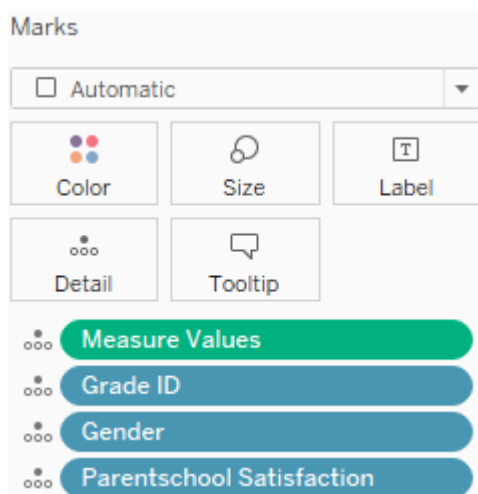 Marks
Automatic
Color Size Label
T
Detail Tooltip
Measure Values
Grade ID
Gender
Parentschool Satisfaction